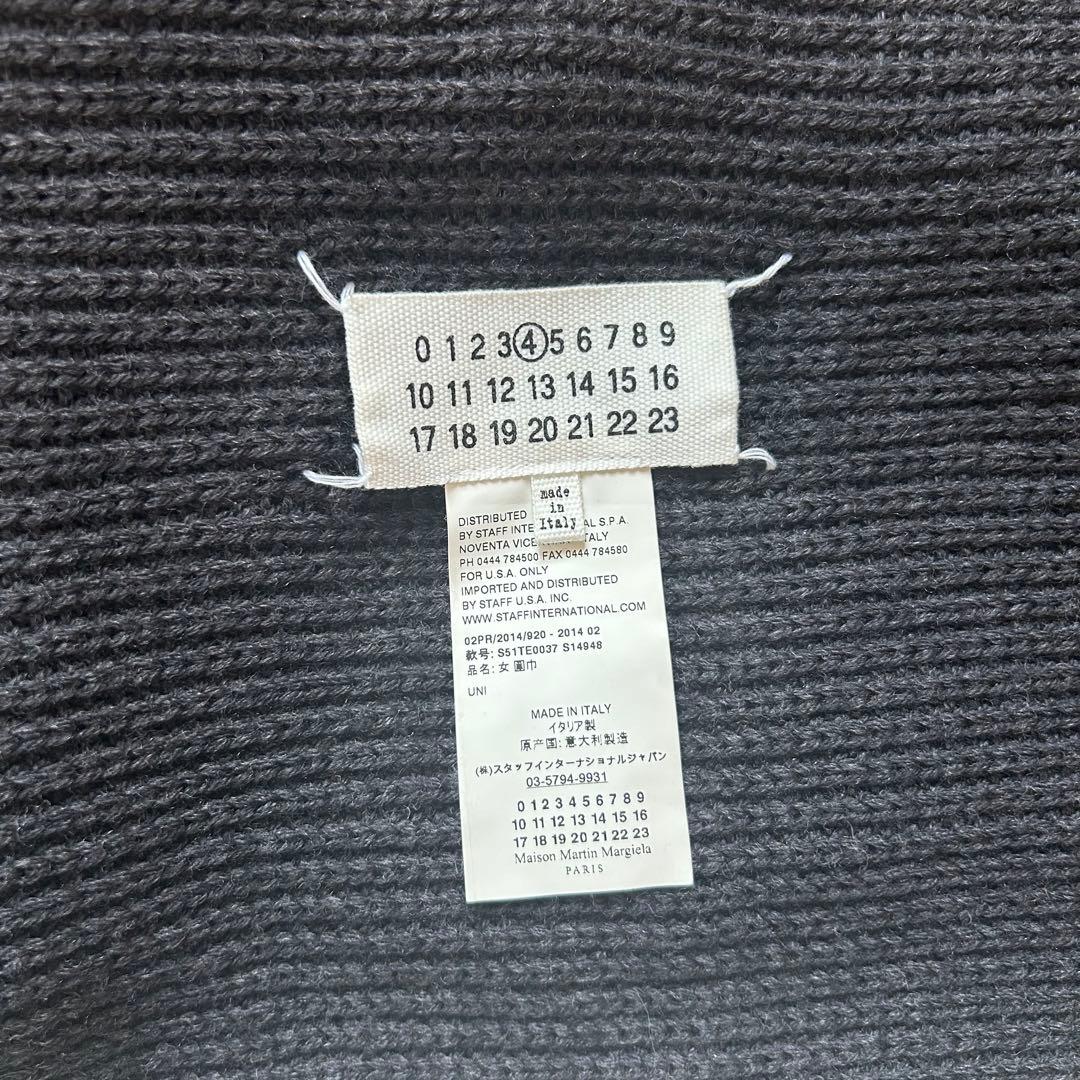 0 1 2 3 4 5 6 7 8 9
10 11 12 13 14 15 16
17 18 19 20 21 22 23
made
in
Italy
DISTRIBUTED
BY STAFF INTE AL S.P.A.
NOVENTA VICE ITALY
PH 0444 784500 FAX 0444 784580
FOR U.S.A. ONLY
IMPORTED AND DISTRIBUTED
BY STAFF U.S.A. INC.
WWW.STAFFINTERNATIONAL.COM
02PR/2014/920 - 2014 02
款号: S51TE0037 S14948
品名: 女 圍巾
UNI
MADE IN ITALY
イタリア製
原产国: 意大利製造
(株)スタッフインターナショナルジャパン
03-5794-9931
0 1 2 3 4 5 6 7 8 9
10 11 12 13 14 15 16
17 18 19 20 21 22 23
Maison Martin Margiela
PARIS